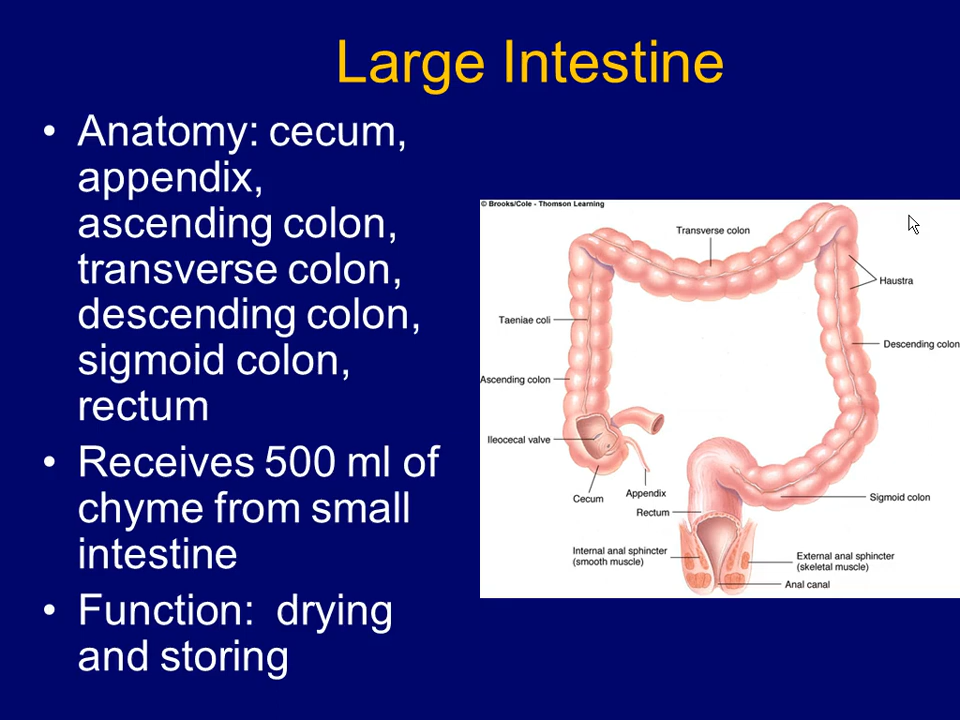 Large Intestine
• Anatomy: cecum,
appendix,
ascending colon,
transverse colon,
descending colon,
sigmoid colon,
rectum
• Receives 500 ml of
chyme from small
intestine
• Function:  drying
and storing
© Brooks/Cole - Thomson Learning
Transverse colon
Haustra
Taeniae coli
Descending colon
Ascending colon
Ileocecal valve
Cecum
Appendix
Rectum
Sigmoid colon
Internal anal sphincter
(smooth muscle)
External anal sphincter
(skeletal muscle)
Anal canal